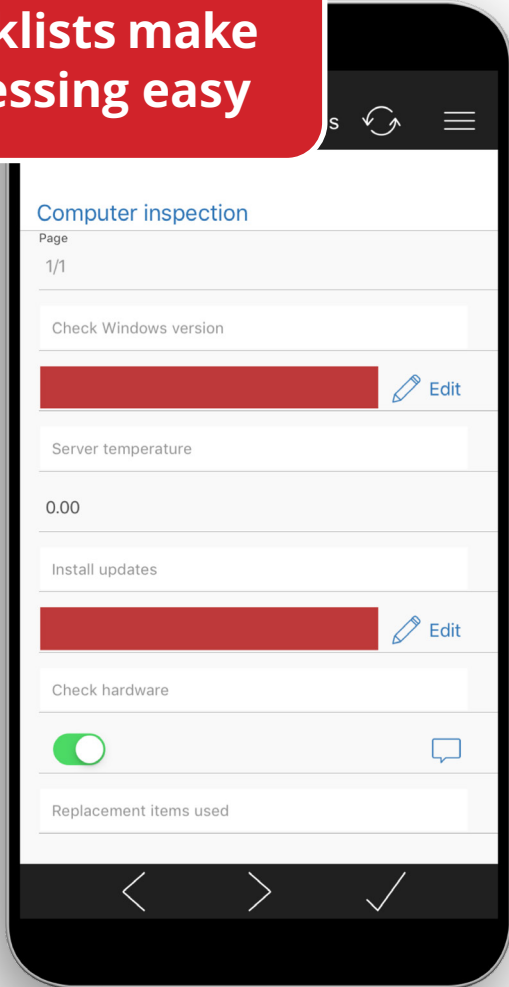 klists make
essing easy
s
Computer inspection
Page
1/1
Check Windows version
Edit
Server temperature
0.00
Install updates
Edit
Check hardware
Replacement items used